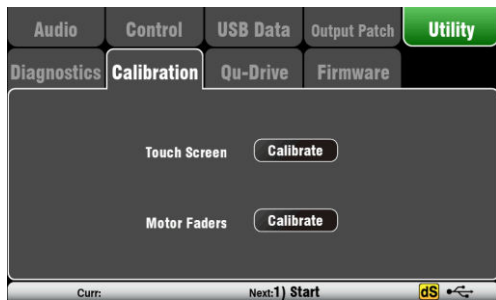 Audio Control USB Data Output Patch Utility
Diagnostics Calibration Qu-Drive Firmware
Touch Screen Calibrate
Motor Faders Calibrate
Curr: Next:1) Start dS